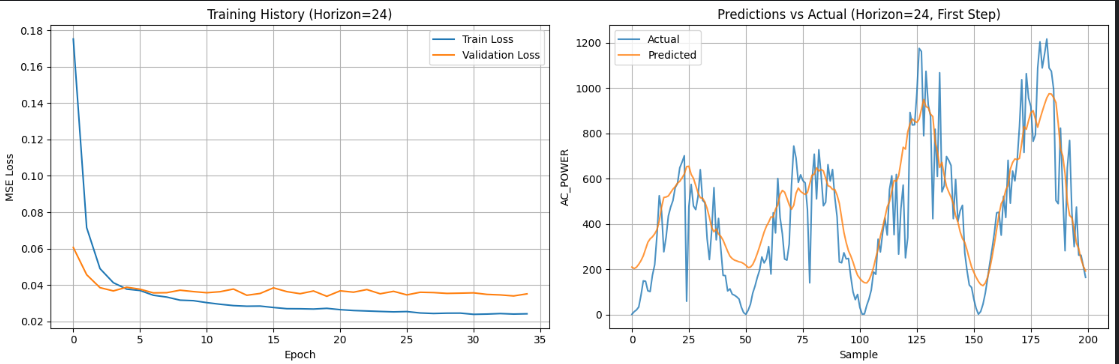 Training History (Horizon=24)
Train Loss
Validation Loss
0.18
0.16
0.14
0.12
0.10
0.08
0.06
0.04
0.02
MSE Loss
0 5 10 15 20 25 30 35
Epoch
Predictions vs Actual (Horizon=24, First Step)
Actual
Predicted
1200
1000
800
600
400
200
0
AC_POWER
0 25 50 75 100 125 150 175 200
Sample